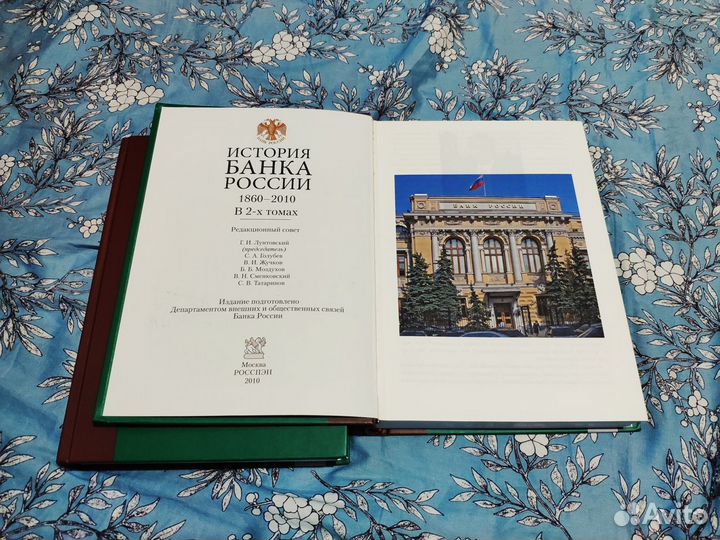 ИСТОРИЯ
БАНКА
РОССИИ
1860–2010
В 2-х томах
Редакционный совет
Г. И. Лунтовский
(председатель)
С. А. Голубев
В. И. Жучков
Б. Б. Моздухов
В. Н. Сменковский
С. В. Татаринов
Издание подготовлено
Департаментом внешних и общественных связей
Банка России
Москва
РОССПЭН
2010
БАНК РОССИИ
Avito